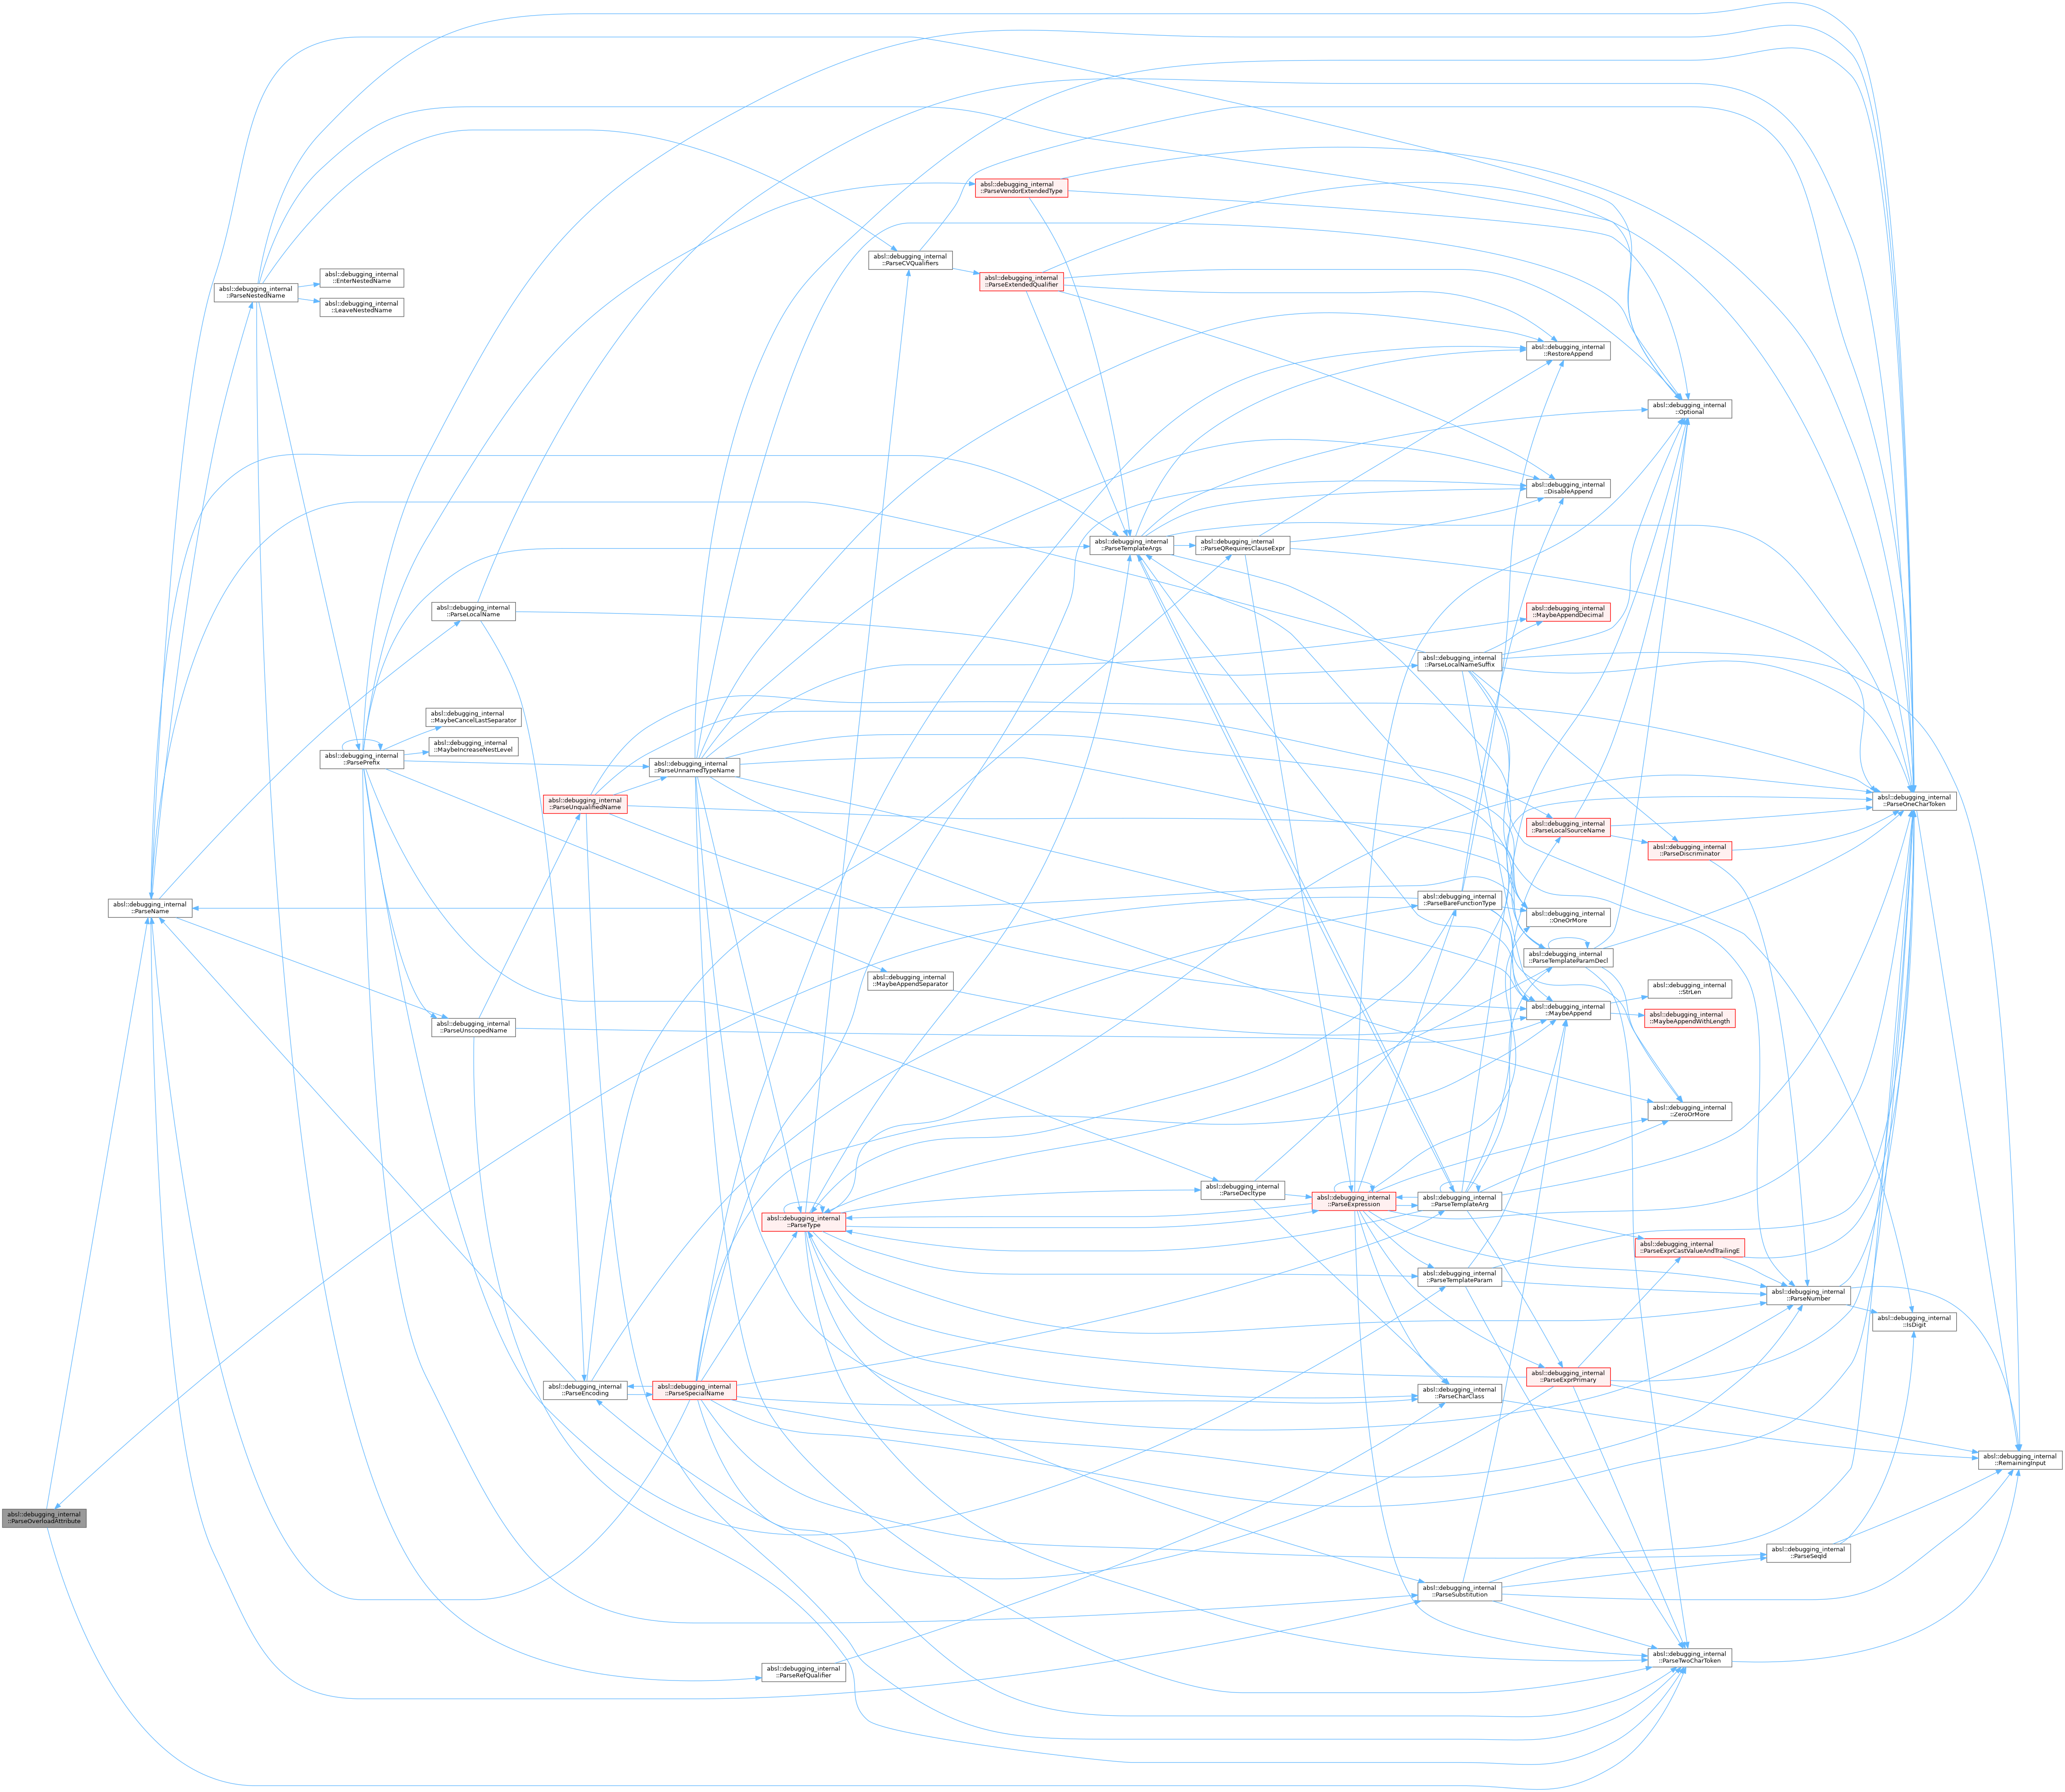 absl::debugging_internal
::ParseOverloadAttribute
absl::debugging_internal
::ParseName
absl::debugging_internal
::ParseNestedName
absl::debugging_internal
::EnterNestedName
absl::debugging_internal
::LeaveNestedName
absl::debugging_internal
::ParsePrefix
absl::debugging_internal
::ParseLocalName
absl::debugging_internal
::MaybeCancelLastSeparator
absl::debugging_internal
::MaybeIncreaseNestLevel
absl::debugging_internal
::ParseUnscopedName
absl::debugging_internal
::ParseUnqualifiedName
absl::debugging_internal
::ParseEncoding
absl::debugging_internal
::ParseUnnamedTypeName
absl::debugging_internal
::ParseSpecialName
absl::debugging_internal
::ParseType
absl::debugging_internal
::ParseRefQualifier
absl::debugging_internal
::ParseCVQualifiers
absl::debugging_internal
::MaybeAppendSeparator
absl::debugging_internal
::ParseVendorExtendedType
absl::debugging_internal
::ParseExtendedQualifier
absl::debugging_internal
::ParseTemplateArgs
absl::debugging_internal
::ParseQRequiresClauseExpr
absl::debugging_internal
::ParseDecltype
absl::debugging_internal
::ParseExpression
absl::debugging_internal
::ParseLocalNameSuffix
absl::debugging_internal
::ParseBareFunctionType
absl::debugging_internal
::ParseTemplateArg
absl::debugging_internal
::ParseTemplateParam
absl::debugging_internal
::ParseCharClass
absl::debugging_internal
::ParseSubstitution
absl::debugging_internal
::RestoreAppend
absl::debugging_internal
::DisableAppend
absl::debugging_internal
::MaybeAppendDecimal
absl::debugging_internal
::ParseLocalSourceName
absl::debugging_internal
::OneOrMore
absl::debugging_internal
::ParseTemplateParamDecl
absl::debugging_internal
::MaybeAppend
absl::debugging_internal
::ParseExprPrimary
absl::debugging_internal
::Optional
absl::debugging_internal
::ParseDiscriminator
absl::debugging_internal
::StrLen
absl::debugging_internal
::MaybeAppendWithLength
absl::debugging_internal
::ZeroOrMore
absl::debugging_internal
::ParseExprCastValueAndTrailingE
absl::debugging_internal
::ParseNumber
absl::debugging_internal
::ParseSeqId
absl::debugging_internal
::ParseTwoCharToken
absl::debugging_internal
::ParseOneCharToken
absl::debugging_internal
::IsDigit
absl::debugging_internal
::RemainingInput